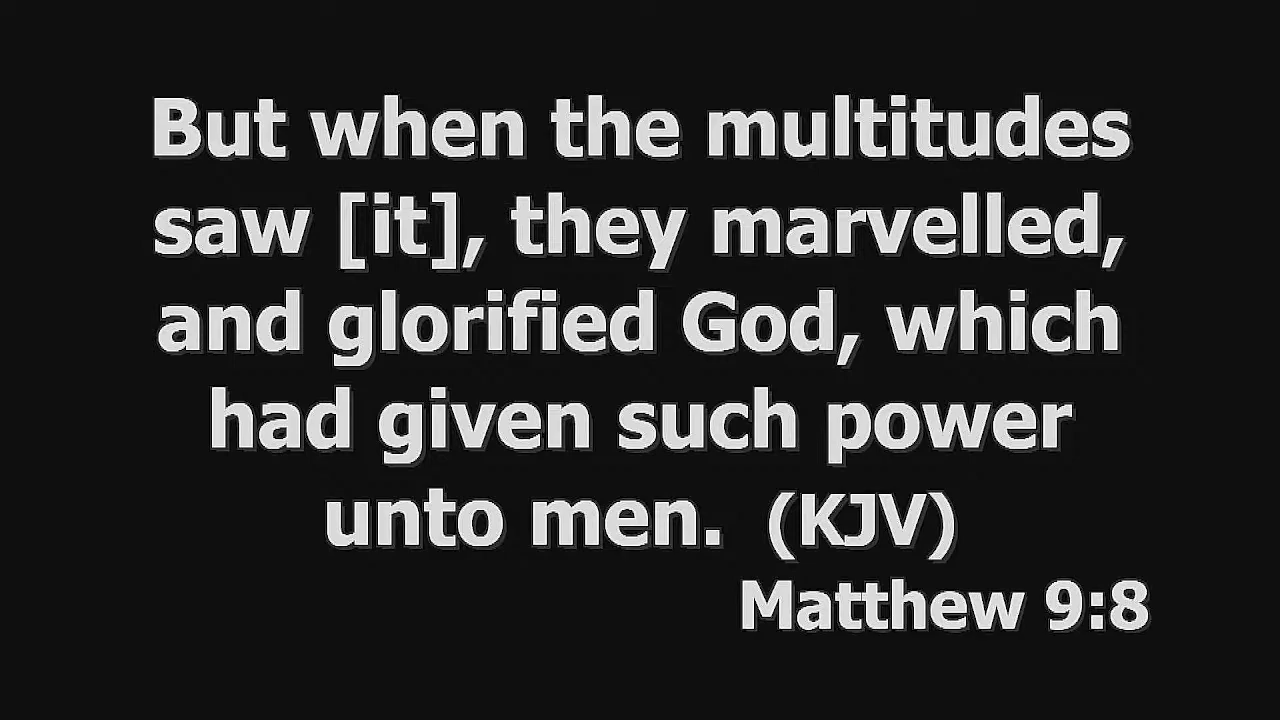 But when the multitudes
saw [it], they marvelled,
and glorified God, which
had given such power
unto men. (KJV)
Matthew 9:8